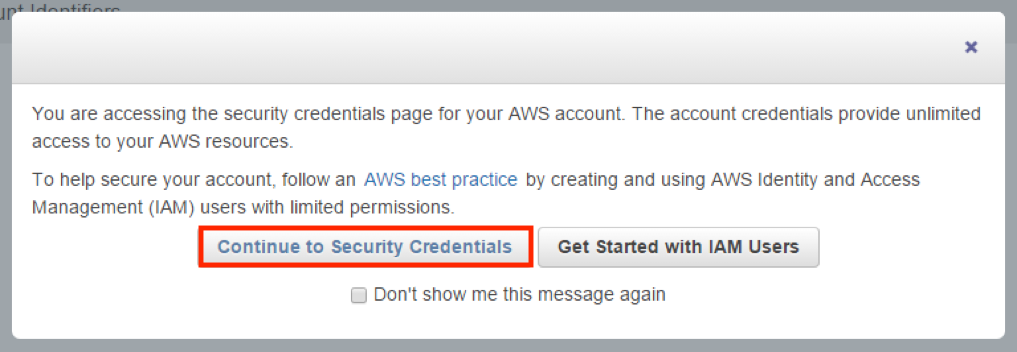 unt Identifiers
×
You are accessing the security credentials page for your AWS account. The account credentials provide unlimited
access to your AWS resources.
To help secure your account, follow an AWS best practice by creating and using AWS Identity and Access
Management (IAM) users with limited permissions.
Continue to Security Credentials Get Started with IAM Users
Don't show me this message again